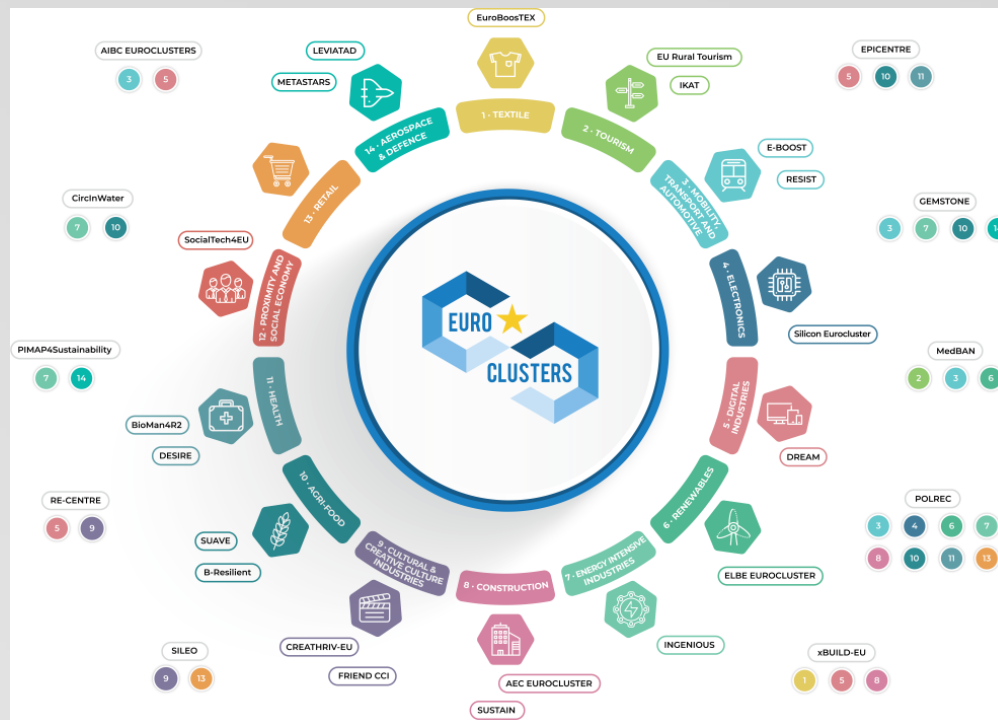 EuroBoosTEX
AIBC EUROCLUSTERS
3 5
LEVIATAD
METASTARS
EU Rural Tourism
IKAT
EPICENTRE
5 10 11
1 - TEXTILE
2 - TOURISM
14 - AEROSPACE
& DEFENCE
E-BOOST
RESIST
3 - MOBILITY,
TRANSPORT AND
AUTOMOTIVE
13 - RETAIL
CircInWater
7 10
GEMSTONE
3 7 10
SocialTech4EU
12 - PROXIMITY AND
SOCIAL ECONOMY
4 - ELECTRONICS
Silicon Eurocluster
EURO
CLUSTERS
PIMAP4Sustainability
7 14
MedBAN
2 3 6
11 - HEALTH
5 - DIGITAL
INDUSTRIES
BioMan4R2
DESIRE
DREAM
RE-CENTRE
5 9
10 - AGRI-FOOD
6 - RENEWABLES
POLREC
3 4 6 7
8 10 11 13
SUAVE
B-Resilient
9 - CULTURAL &
CREATIVE CULTURE
INDUSTRIES
8 - CONSTRUCTION
7 - ENERGY INTENSIVE
INDUSTRIES
ELBE EUROCLUSTER
CREATHRIV-EU
FRIEND CCI
INGENIOUS
SILEO
9 13
AEC EUROCLUSTER
SUSTAIN
xBUILD-EU
1 5 8